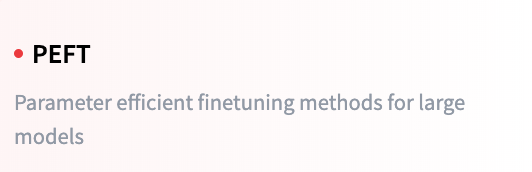 PEFT
Parameter efficient finetuning methods for large
models